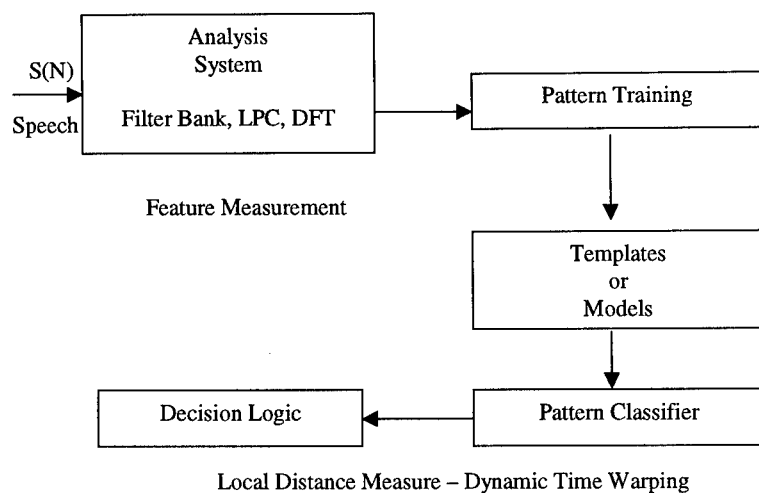 Analysis
System
S(N)
Speech
Filter Bank, LPC, DFT
Pattern Training
Feature Measurement
Templates
or
Models
Decision Logic
Pattern Classifier
Local Distance Measure – Dynamic Time Warping